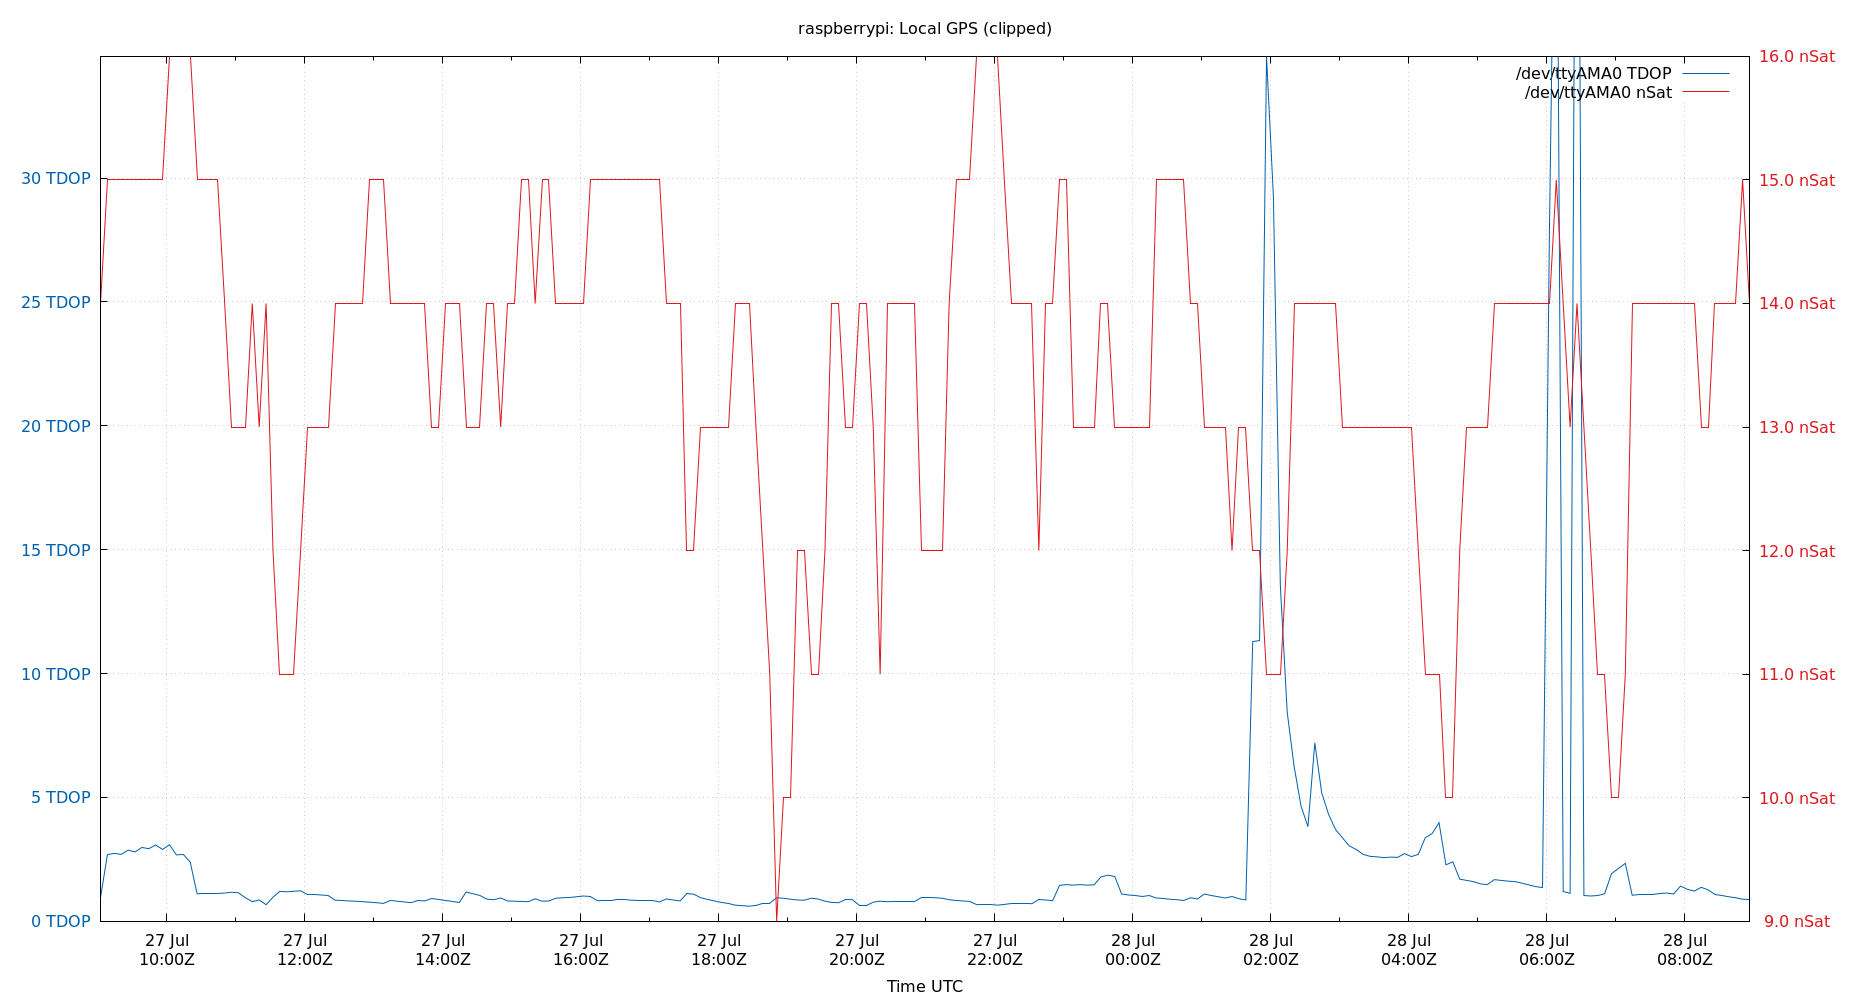 raspberrypi: Local GPS (clipped)
/dev/ttyAMA0 TDOP
/dev/ttyAMA0 nSat
30 TDOP
25 TDOP
20 TDOP
15 TDOP
10 TDOP
5 TDOP
0 TDOP
16.0 nSat
15.0 nSat
14.0 nSat
13.0 nSat
12.0 nSat
11.0 nSat
10.0 nSat
9.0 nSat
27 Jul
10:00Z
27 Jul
12:00Z
27 Jul
14:00Z
27 Jul
16:00Z
27 Jul
18:00Z
27 Jul
20:00Z
27 Jul
22:00Z
28 Jul
00:00Z
28 Jul
02:00Z
28 Jul
04:00Z
28 Jul
06:00Z
28 Jul
08:00Z
Time UTC